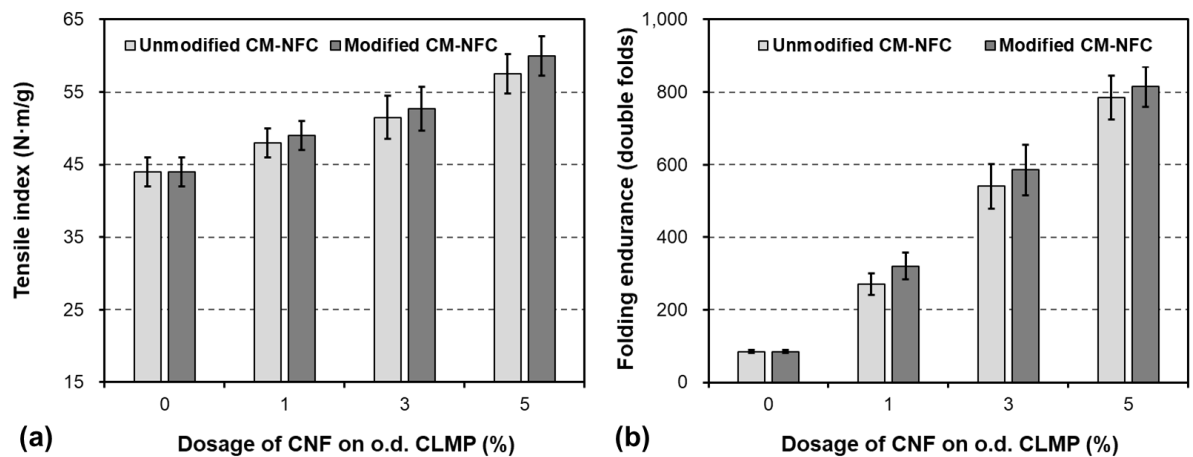 65
55
45
35
25
15
Tensile index (N·m/g)
Unmodified CM-NFC Modified CM-NFC
0 1 3 5
Dosage of CNF on o.d. CLMP (%)
(a)
1,000
800
600
400
200
0
Folding endurance (double folds)
Unmodified CM-NFC Modified CM-NFC
0 1 3 5
Dosage of CNF on o.d. CLMP (%)
(b)